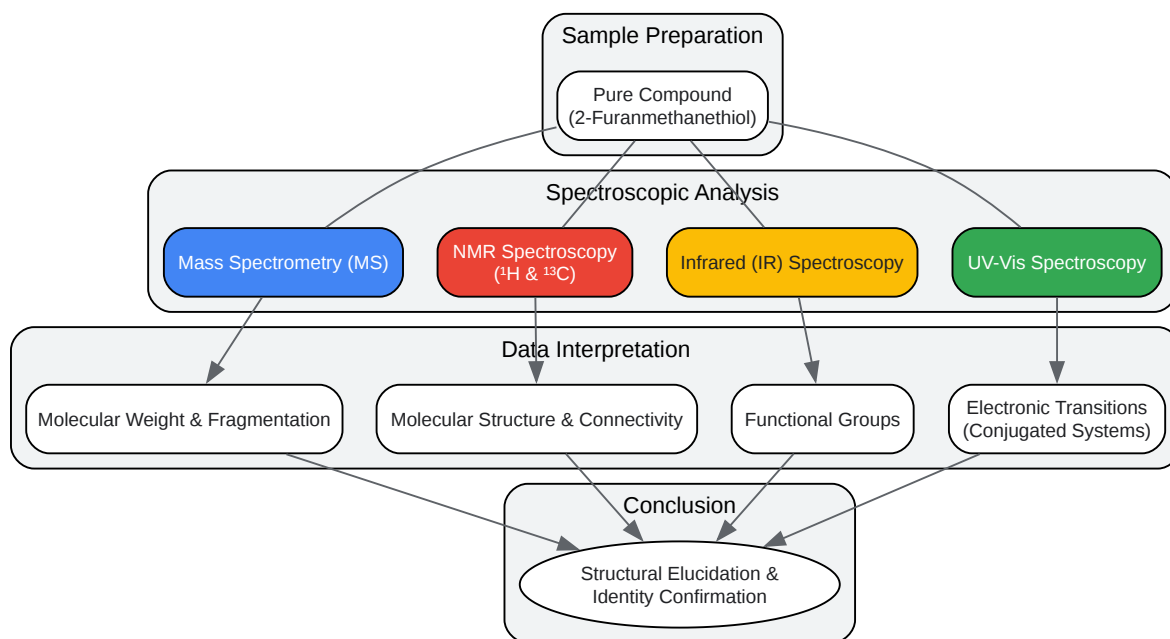 Sample Preparation
Pure Compound
(2-Furanmethanethiol)
Spectroscopic Analysis
Mass Spectrometry (MS)
NMR Spectroscopy
(¹H & ¹³C)
Infrared (IR) Spectroscopy
UV-Vis Spectroscopy
Data Interpretation
Molecular Weight & Fragmentation
Molecular Structure & Connectivity
Functional Groups
Electronic Transitions
(Conjugated Systems)
Conclusion
Structural Elucidation &
Identity Confirmation